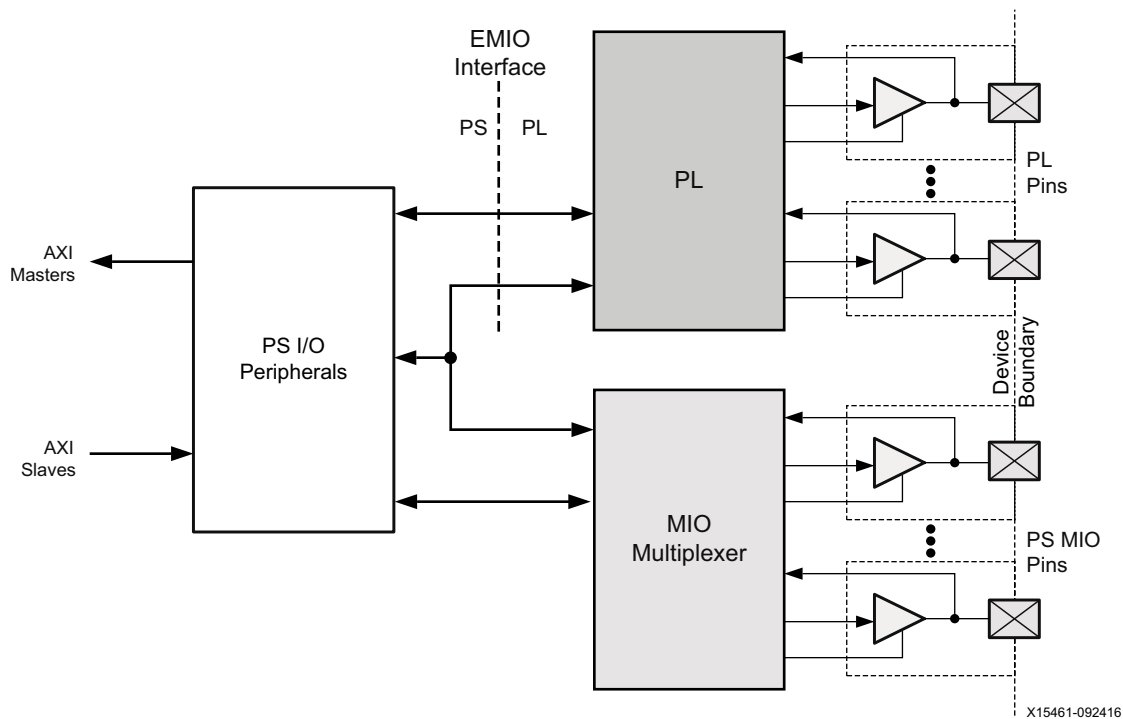 EMIO
Interface
PS
PL
PL
PL
Pins
AXI
Masters
PS I/O
Peripherals
Device
Boundary
AXI
Slaves
MIO
Multiplexer
PS MIO
Pins
X15461-092416